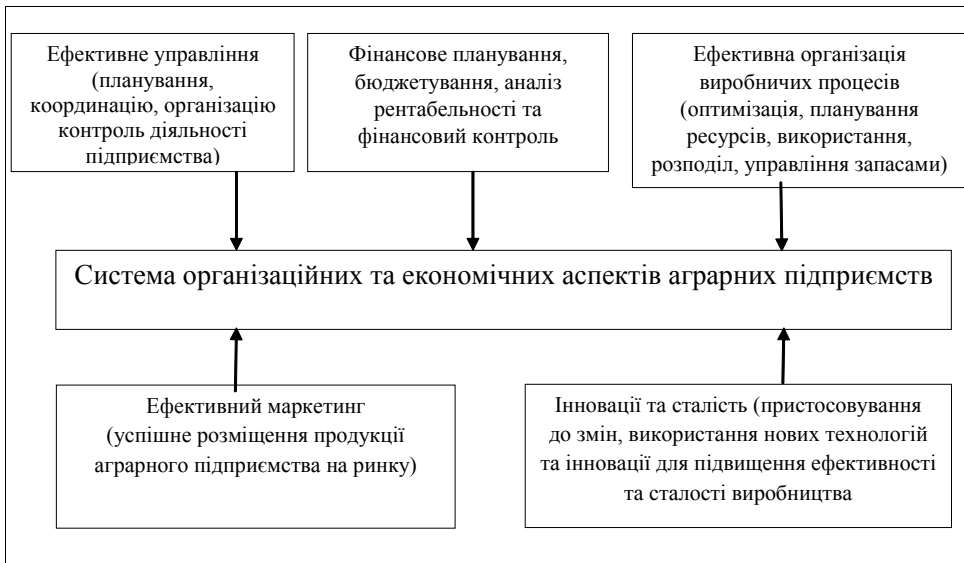 Ефективне управління
(планування,
координацію, організацію
контроль діяльності
підприємства)
Фінансове планування,
бюджетування, аналіз
рентабельності та
фінансовий контроль
Ефективна організація
виробничих процесів
(оптимізація, планування
ресурсів, використання,
розподіл, управління запасами)
Система організаційних та економічних аспектів аграрних підприємств
Ефективний маркетинг
(успішне розміщення продукції
аграрного підприємства на ринку)
Інновації та сталість (пристосовування
до змін, використання нових технологій
та інновації для підвищення ефективності
та сталості виробництва